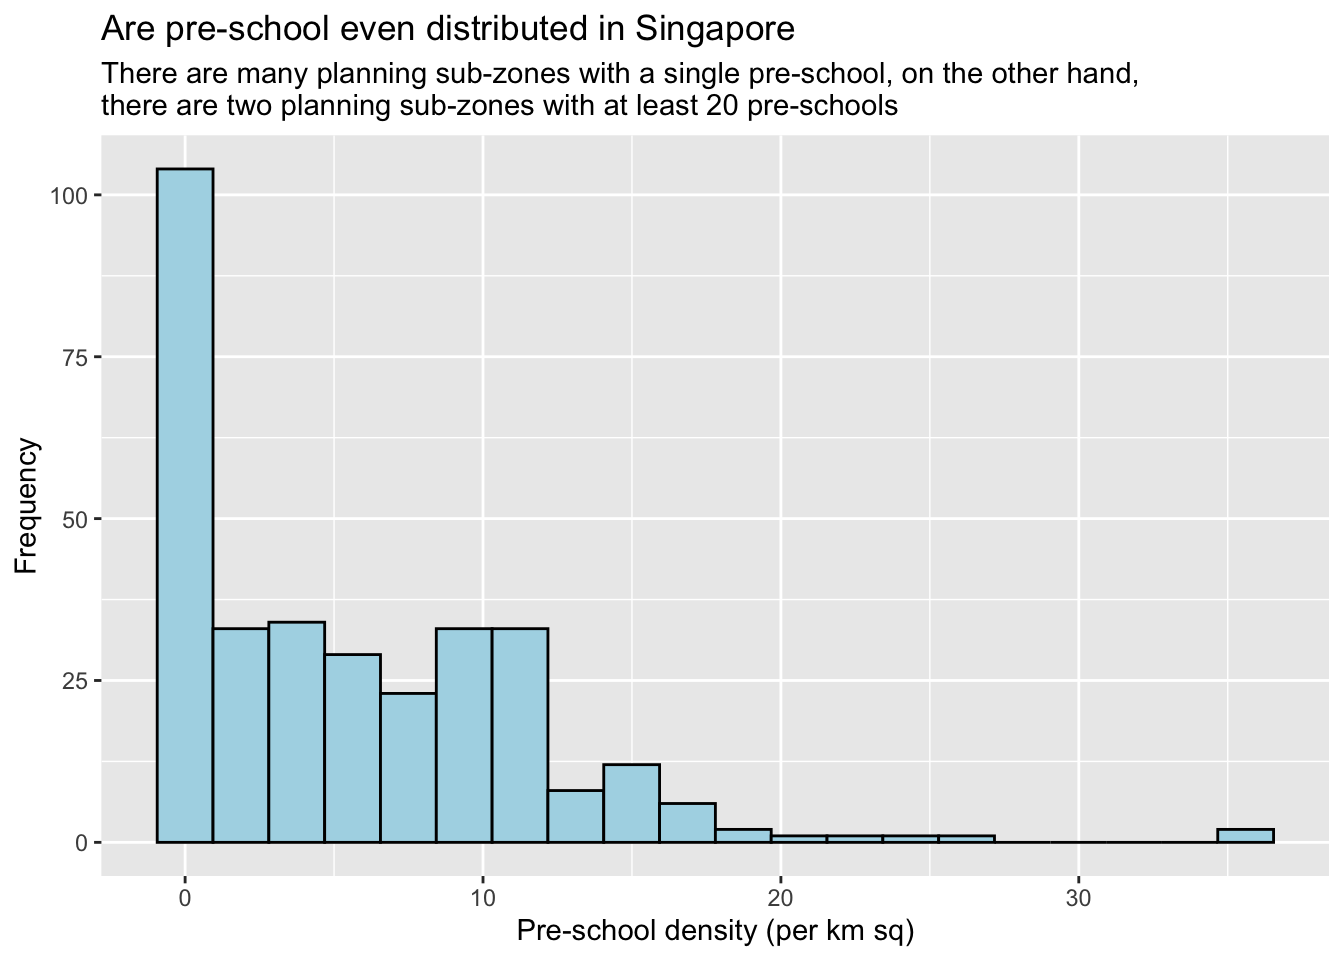 Are pre-school even distributed in Singapore
There are many planning sub-zones with a single pre-school, on the other hand,
there are two planning sub-zones with at least 20 pre-schools
100
75
50
25
0
Frequency
0 10 20 30
Pre-school density (per km sq)